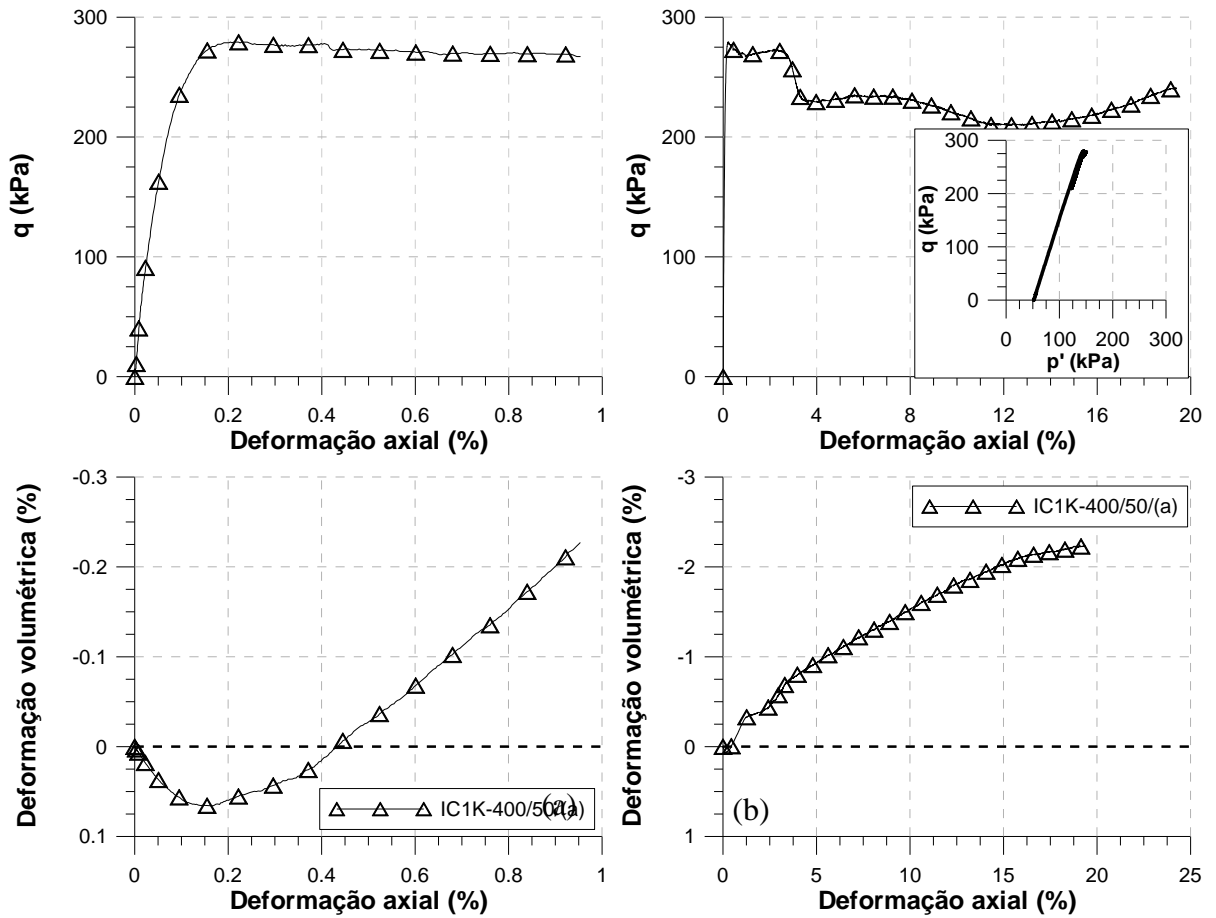 300
200
100
0
q (kPa)
0 0.2 0.4 0.6 0.8 1
Deformação axial (%)
300
200
100
0
q (kPa)
0 4 8 12 16 20
Deformação axial (%)
300
200
100
0
q (kPa)
0 100 200 300
p' (kPa)
-0.3
-0.2
-0.1
0
0.1
Deformação volumétrica (%)
0 0.2 0.4 0.6 0.8 1
Deformação axial (%)
IC1K-400/50/(a)
(a)
-3
-2
-1
0
1
Deformação volumétrica (%)
0 5 10 15 20 25
Deformação axial (%)
IC1K-400/50/(a)
(b)